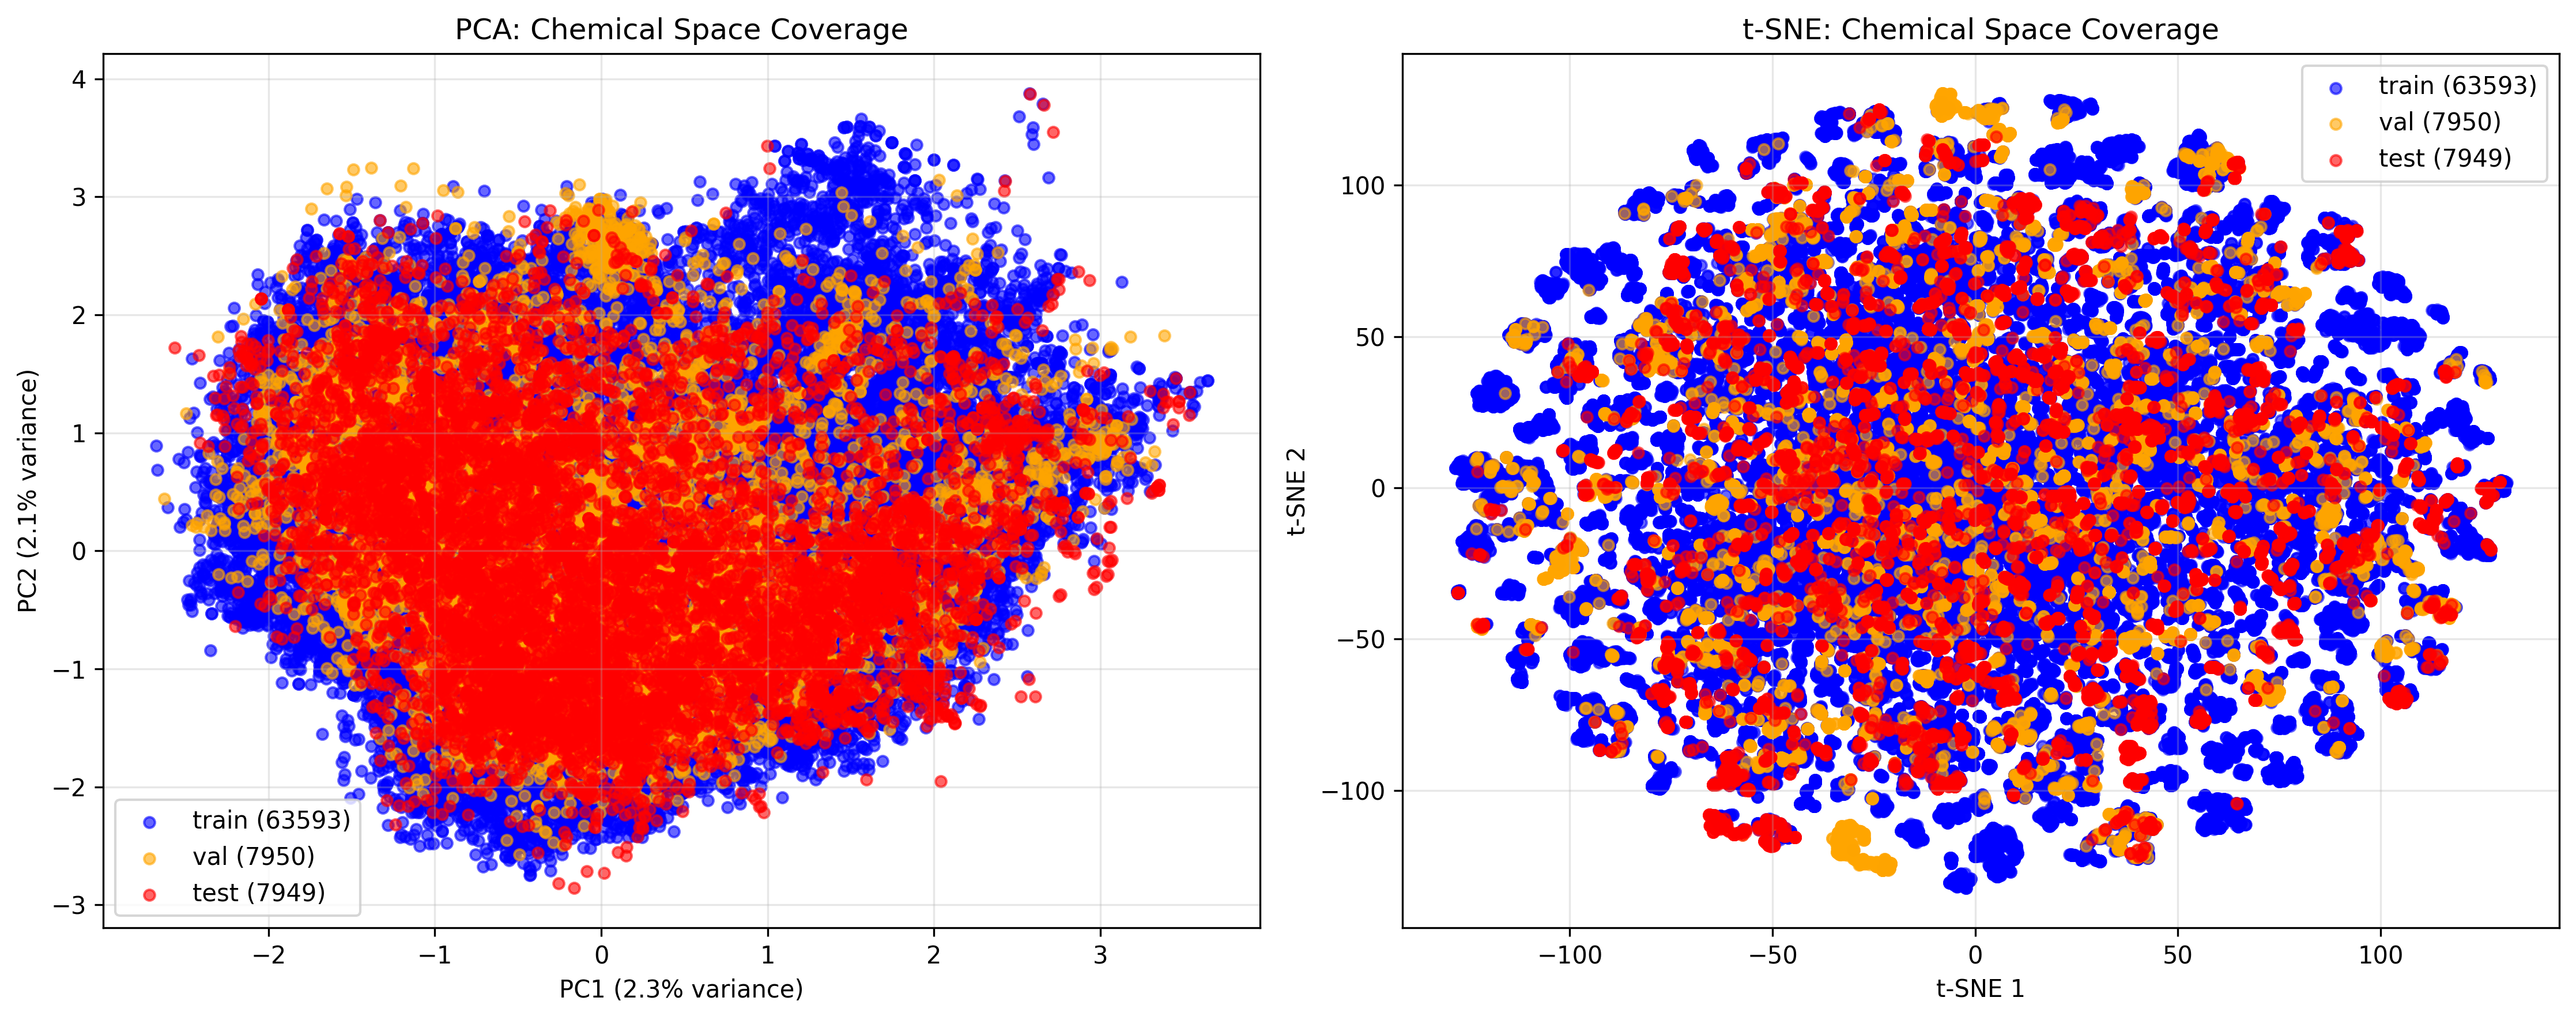 PCA: Chemical Space Coverage
4
3
2
1
0
−1
−2
−3
PC2 (2.1% variance)
train (63593)
val (7950)
test (7949)
−2 −1 0 1 2 3
PC1 (2.3% variance)
t-SNE: Chemical Space Coverage
train (63593)
val (7950)
test (7949)
100
50
0
−50
−100
t-SNE 2
−100 −50 0 50 100
t-SNE 1